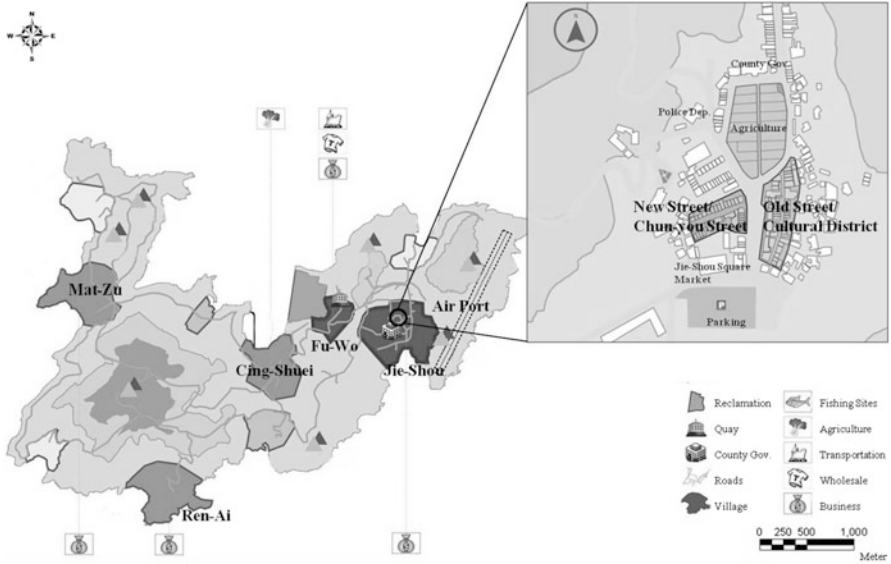 N
W E
S
County Gov.
Police Dep.
Agriculture
New Street/
Chun-you Street
Old Street/
Cultural District
Jie-Shou Square
Market
Parking
Mat-Zu
Air Port
Fu-Wo
Cing-Shuei
Jie-Shou
Ren-Ai
Reclamation
Fishing Sites
Quay
Agriculture
County Gov.
Transportation
Roads
Wholesale
Village
Business
0 250 500 1,000
Meter